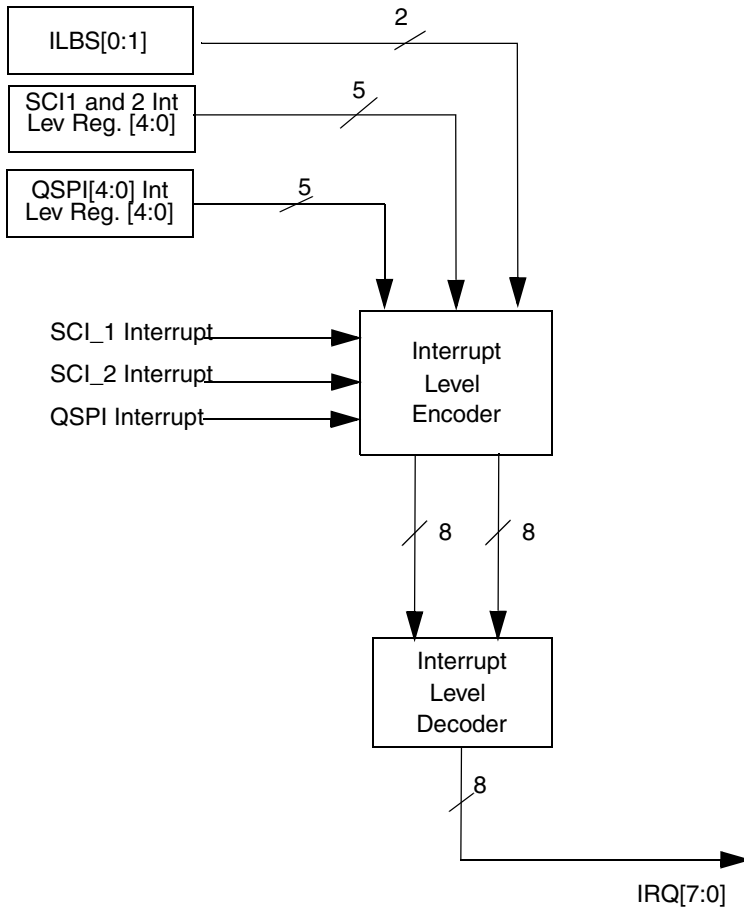 2
ILBS[0:1]
5
SCI1 and 2 Int
Lev Reg. [4:0]
5
QSPI[4:0] Int
Lev Reg. [4:0]
SCI_1 Interrupt
SCI_2 Interrupt
QSPI Interrupt
Interrupt
Level
Encoder
8
8
Interrupt
Level
Decoder
8
IRQ[7:0]